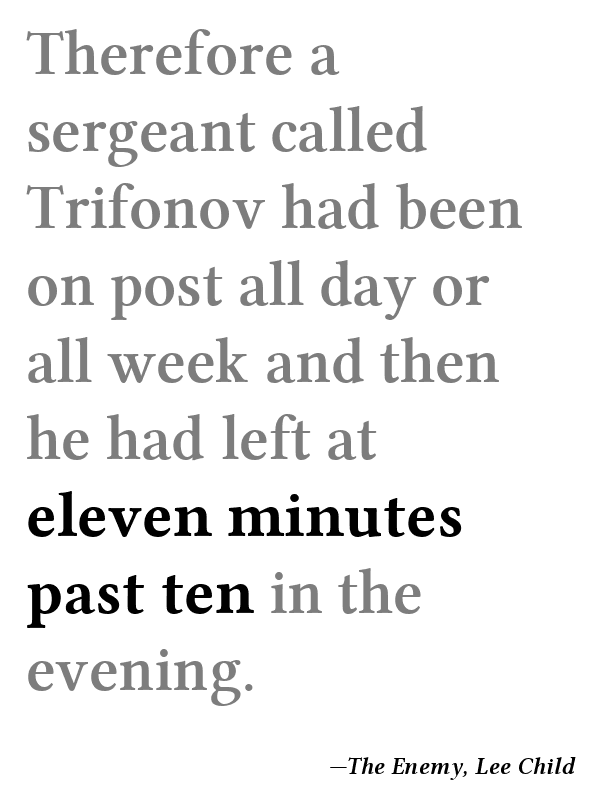 Therefore a
sergeant called
Trifonov had been
on post all day or
all week and then
he had left at
eleven minutes
past ten in the
evening.
—The Enemy, Lee Child